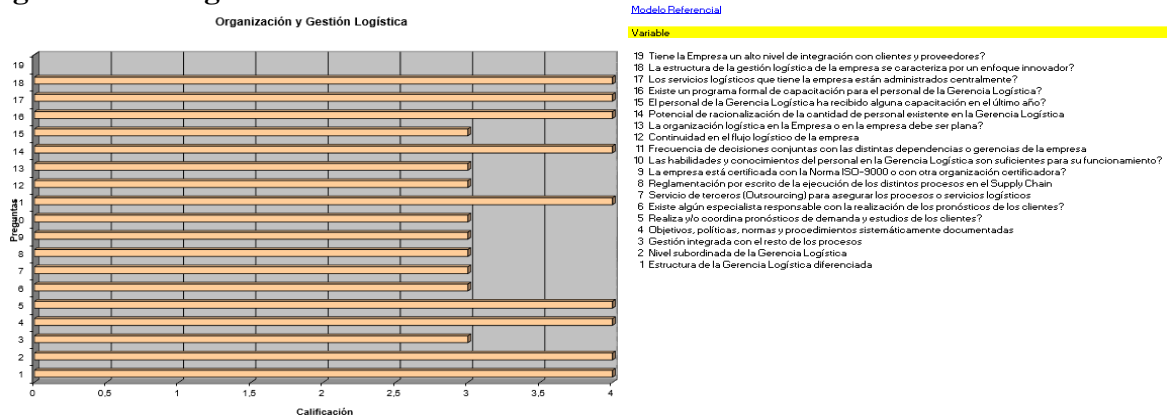 Organización y Gestión Logística
19
18
17
16
15
14
13
12
11
10
9
8
7
6
5
4
3
2
1
Preguntas
0 0,5 1 1,5 2 2,5 3 3,5 4
Calificación
Modelo Referencial
Variable
19 Tiene la Empresa un alto nivel de integración con clientes y proveedores?
18 La estructura de la gestión logística de la empresa se caracteriza por un enfoque innovador?
17 Los servicios logísticos que tiene la empresa están administrados centralmente?
16 Existe un programa formal de capacitación para el personal de la Gerencia Logística?
15 El personal de la Gerencia Logística ha recibido alguna capacitación en el último año?
14 Potencial de racionalización de la cantidad de personal existente en la Gerencia Logística
13 La organización logística en la Empresa o en la empresa debe ser plana?
12 Continuidad en el flujo logístico de la empresa
11 Frecuencia de decisiones conjuntas con las distintas dependencias o gerencias de la empresa
10 Las habilidades y conocimientos del personal en la Gerencia Logística son suficientes para su funcionamiento?
9 La empresa está certificada con la Norma ISO-9000 o con otra organización certificadora?
8 Reglamentación por escrito de la ejecución de los distintos procesos en el Supply Chain
7 Servicio de terceros (Outsourcing) para asegurar los procesos o servicios logísticos
6 Existe algún especialista responsable con la realización de los pronósticos de los clientes?
5 Realiza y/o coordina pronósticos de demanda y estudios de los clientes?
4 Objetivos, políticas, normas y procedimientos sistemáticamente documentadas
3 Gestión integrada con el resto de los procesos
2 Nivel subordinada de la Gerencia Logística
1 Estructura de la Gerencia Logística diferenciada